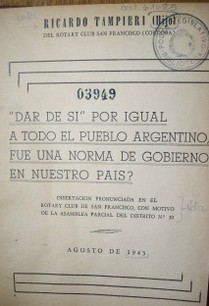 RICARDO TAMPIERI (Hijo)
DEL ROTARY CLUB SAN FRANCISCO (CORDOBA)
03949
"DAR DE SI" POR IGUAL
A TODO EL PUEBLO ARGENTINO,
FUE UNA NORMA DE GOBIERNO
EN NUESTRO PAIS?
DISERTACION PRONUNCIADA EN EL
ROTARY CLUB DE SAN FRANCISCO, CON MOTIVO
DE LA ASAMBLEA PARCIAL DEL DISTRITO Nº
AGOSTO DE 1945